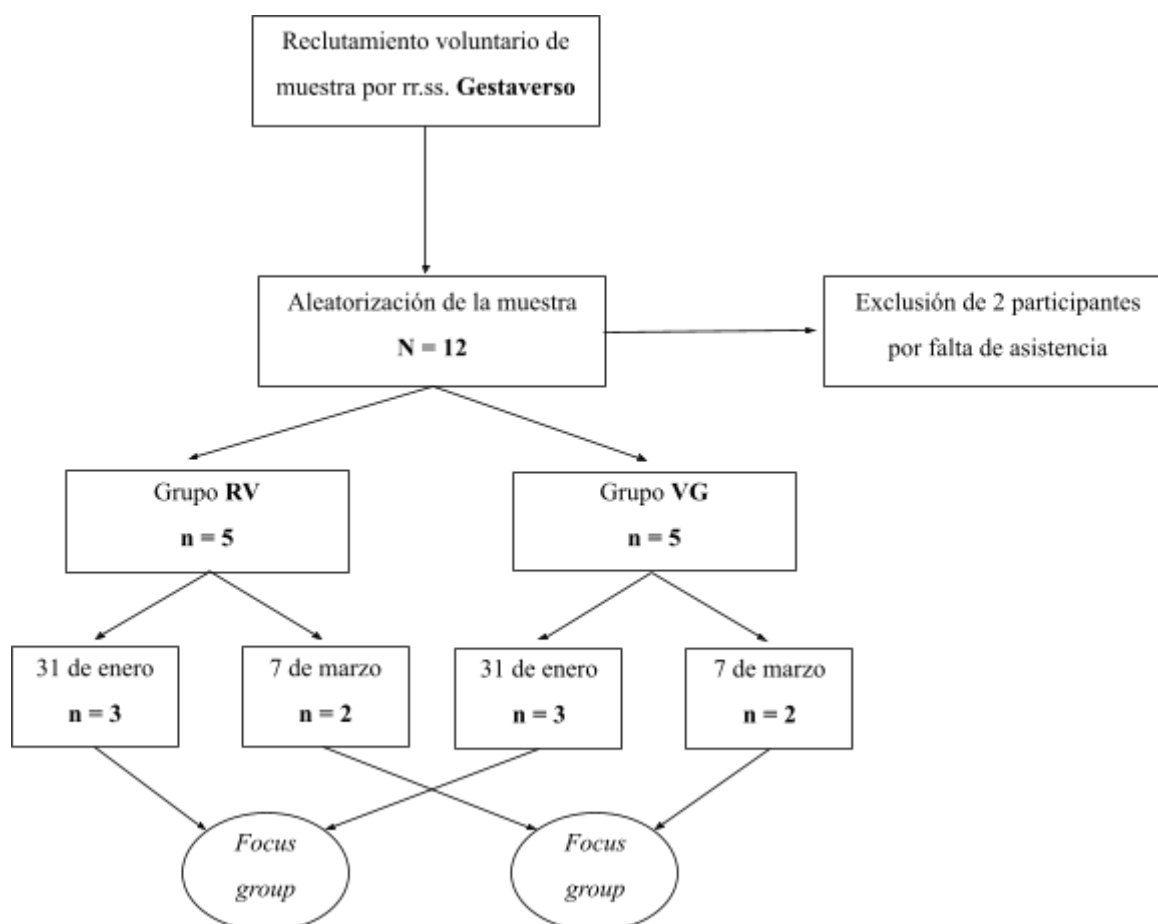 Reclutamiento voluntario de
muestra por rr.ss. Gestaverso
Aleatorización de la muestra
N = 12
Exclusión de 2 participantes
por falta de asistencia
Grupo RV
n = 5
Grupo VG
n = 5
31 de enero
n = 3
7 de marzo
n = 2
31 de enero
n = 3
7 de marzo
n = 2
Focus
group
Focus
group